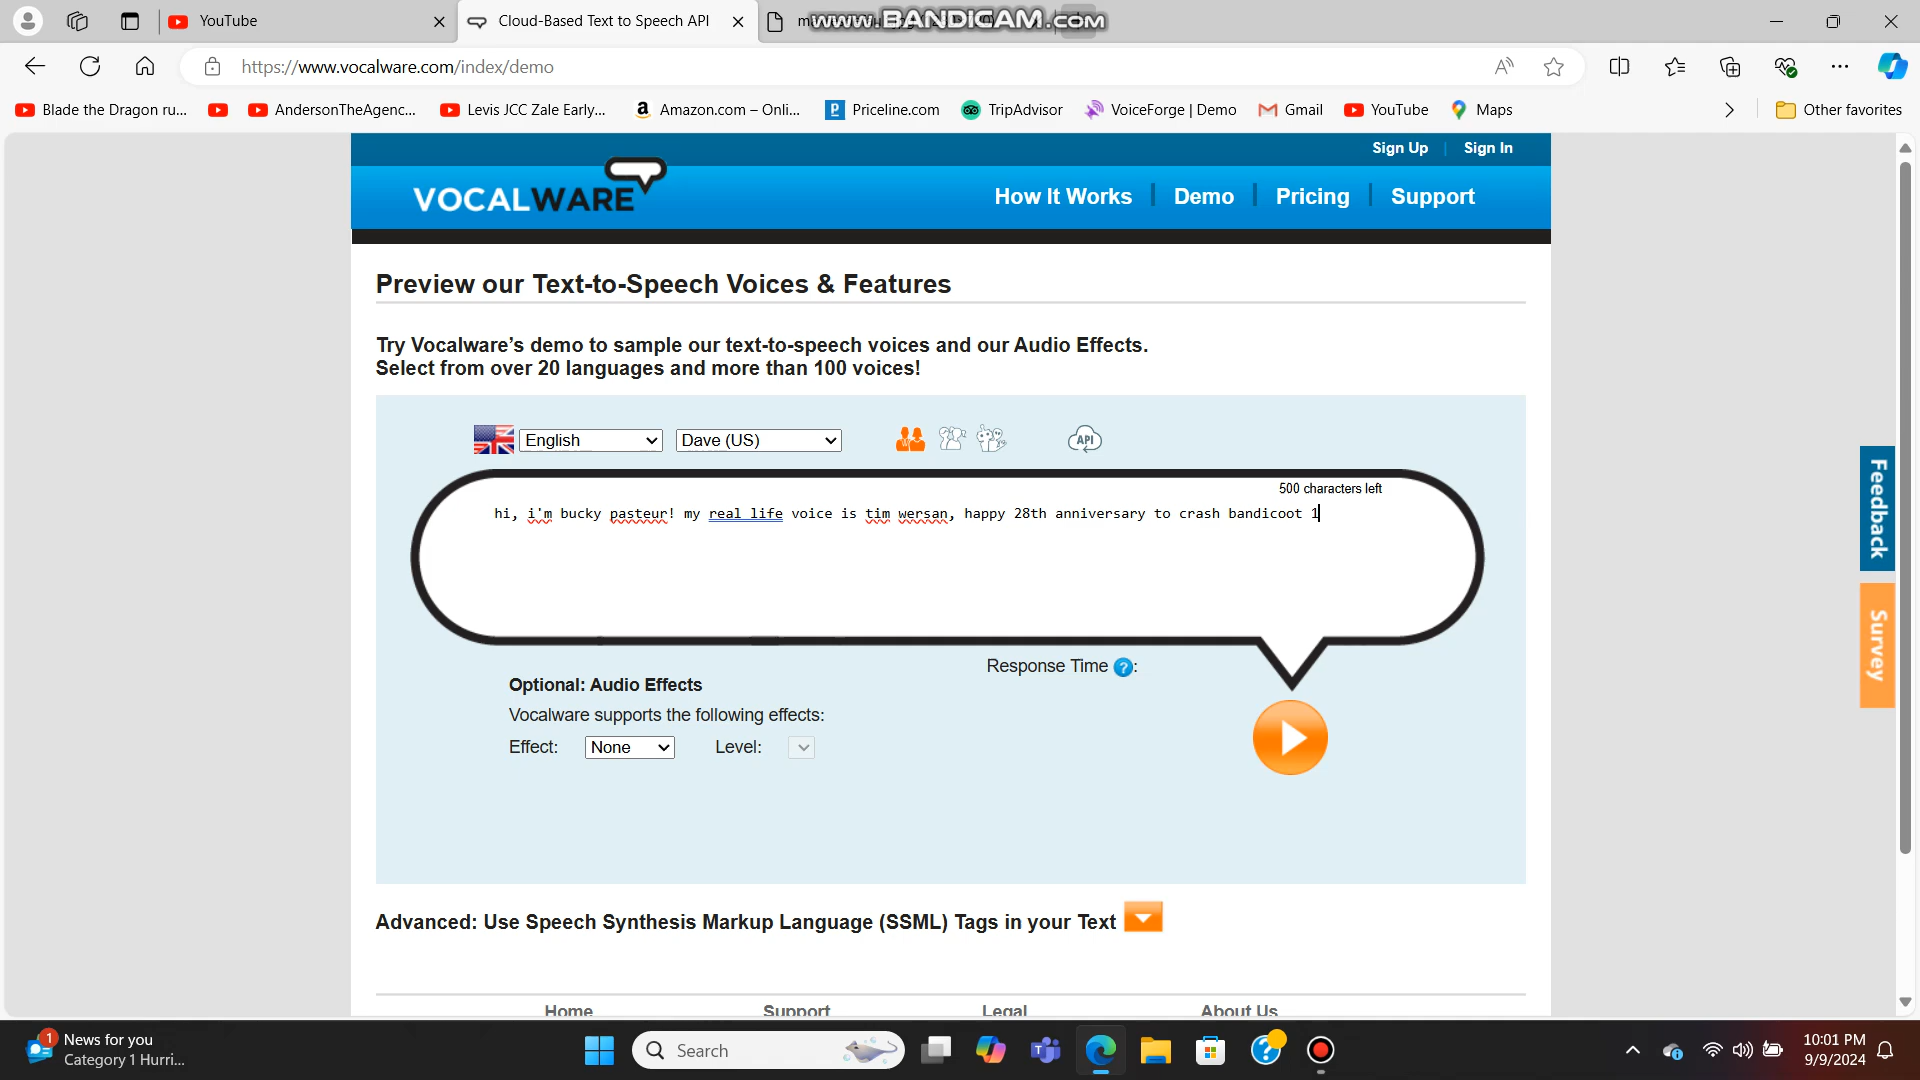 YouTube
Cloud-Based Text to Speech API
www.BANDICAM.com
https://www.vocalware.com/index/demo
Blade the Dragon ru...
AndersonTheAgenc...
Levis JCC Zale Early...
Amazon.com – Onli...
Priceline.com
TripAdvisor
VoiceForge | Demo
Gmail
YouTube
Maps
Other favorites
Sign Up
Sign In
VOCALWARE
How It Works
Demo
Pricing
Support
Preview our Text-to-Speech Voices & Features
Try Vocalware's demo to sample our text-to-speech voices and our Audio Effects.
Select from over 20 languages and more than 100 voices!
English
Dave (US)
API
500 characters left
hi, i'm bucky pasteur! my real life voice is tim wersan, happy 28th anniversary to crash bandicoot 1
Response Time ?:
Optional: Audio Effects
Vocalware supports the following effects:
Effect:
None
Level:
Feedback
Survey
Advanced: Use Speech Synthesis Markup Language (SSML) Tags in your Text
Home
Support
Legal
About Us
1
News for you
Category 1 Hurri...
Search
10:01 PM
9/9/2024